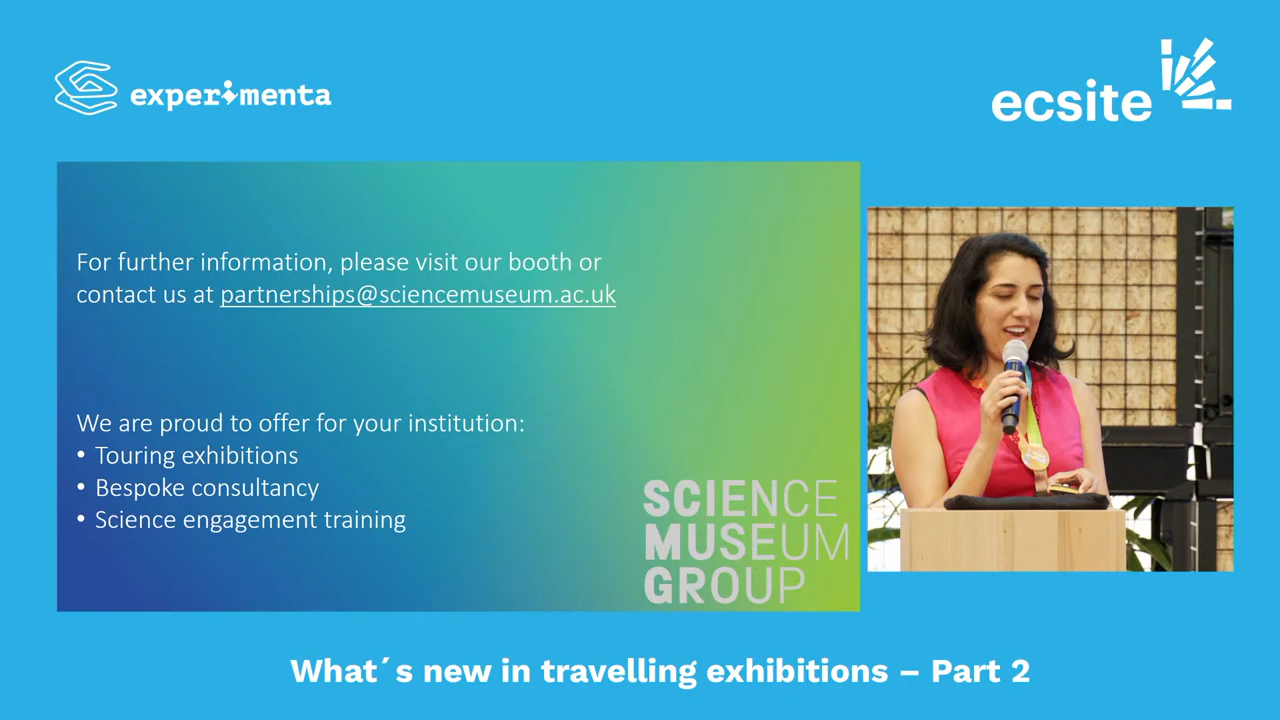 experimenta
ecsite
For further information, please visit our booth or
contact us at partnerships@sciencemuseum.ac.uk
We are proud to offer for your institution:
• Touring exhibitions
• Bespoke consultancy
• Science engagement training
SCIENCE
MUSEUM
GROUP
What´s new in travelling exhibitions – Part 2